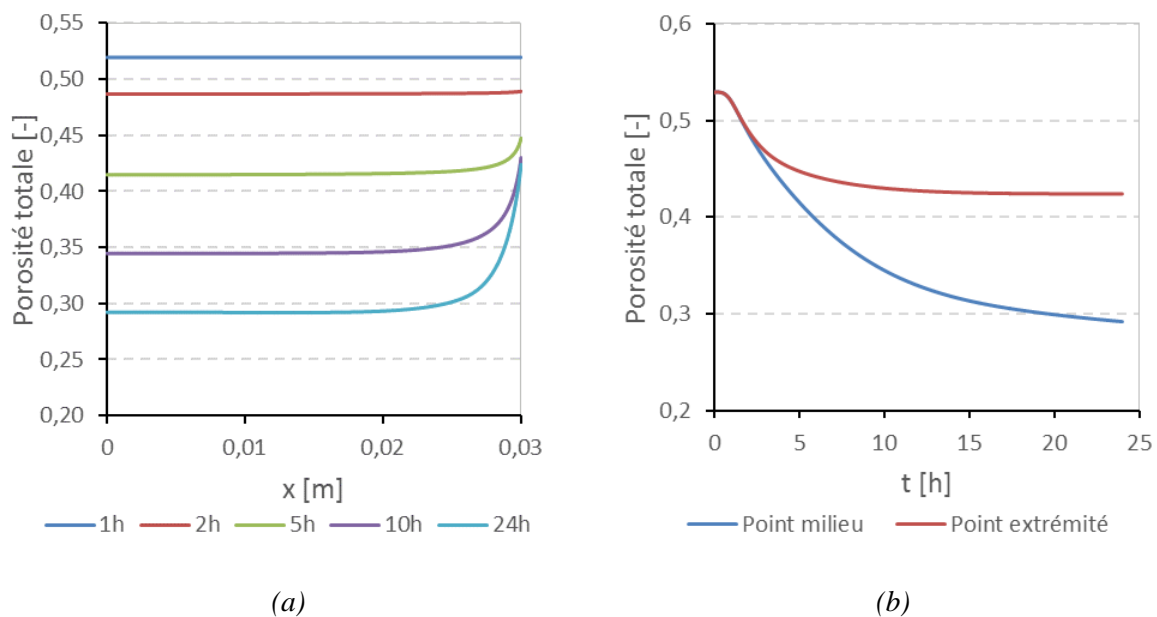 Porosité totale [-]
0,55
0,50
0,45
0,40
0,35
0,30
0,25
0,20
0 0,01 0,02 0,03
x [m]
1h 2h 5h 10h 24h
(a)
Porosité totale [-]
0,6
0,5
0,4
0,3
0,2
0 5 10 15 20 25
t [h]
Point milieu Point extrémité
(b)